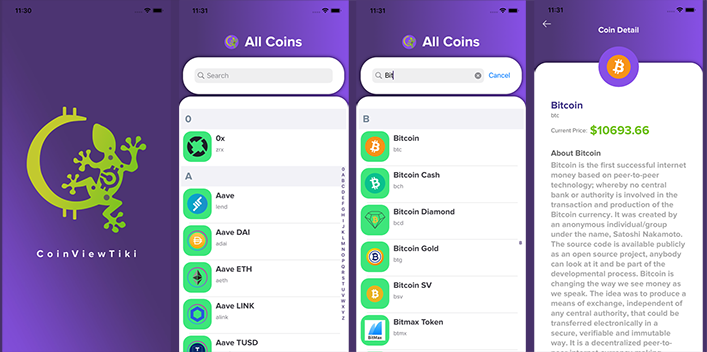 11:30
CoinViewTiki
11:31
All Coins
Search
0
0x
zrx
A
Aave
lend
Aave DAI
adai
Aave ETH
aeth
Aave LINK
alink
Aave TUSD
0
A
B
C
D
E
F
G
H
I
J
K
L
M
N
O
P
Q
R
S
T
U
V
W
X
Y
Z
11:31
All Coins
Bit
Cancel
B
Bitcoin
btc
Bitcoin Cash
bch
Bitcoin Diamond
bcd
Bitcoin Gold
btg
Bitcoin SV
bsv
Bitmax Token
btmx
B
11:31
Coin Detail
Bitcoin
btc
Current Price: $10693.66
About Bitcoin
Bitcoin is the first successful internet
money based on peer-to-peer
technology; whereby no central
bank or authority is involved in the
transaction and production of the
Bitcoin currency. It was created by
an anonymous individual/group
under the name, Satoshi Nakamoto.
The source code is available publicly
as an open source project, anybody
can look at it and be part of the
developmental process. Bitcoin is
changing the way we see money as
we speak. The idea was to produce a
means of exchange, independent of
any central authority, that could be
transferred electronically in a
secure, verifiable and immutable
way. It is a decentralized peer-to-